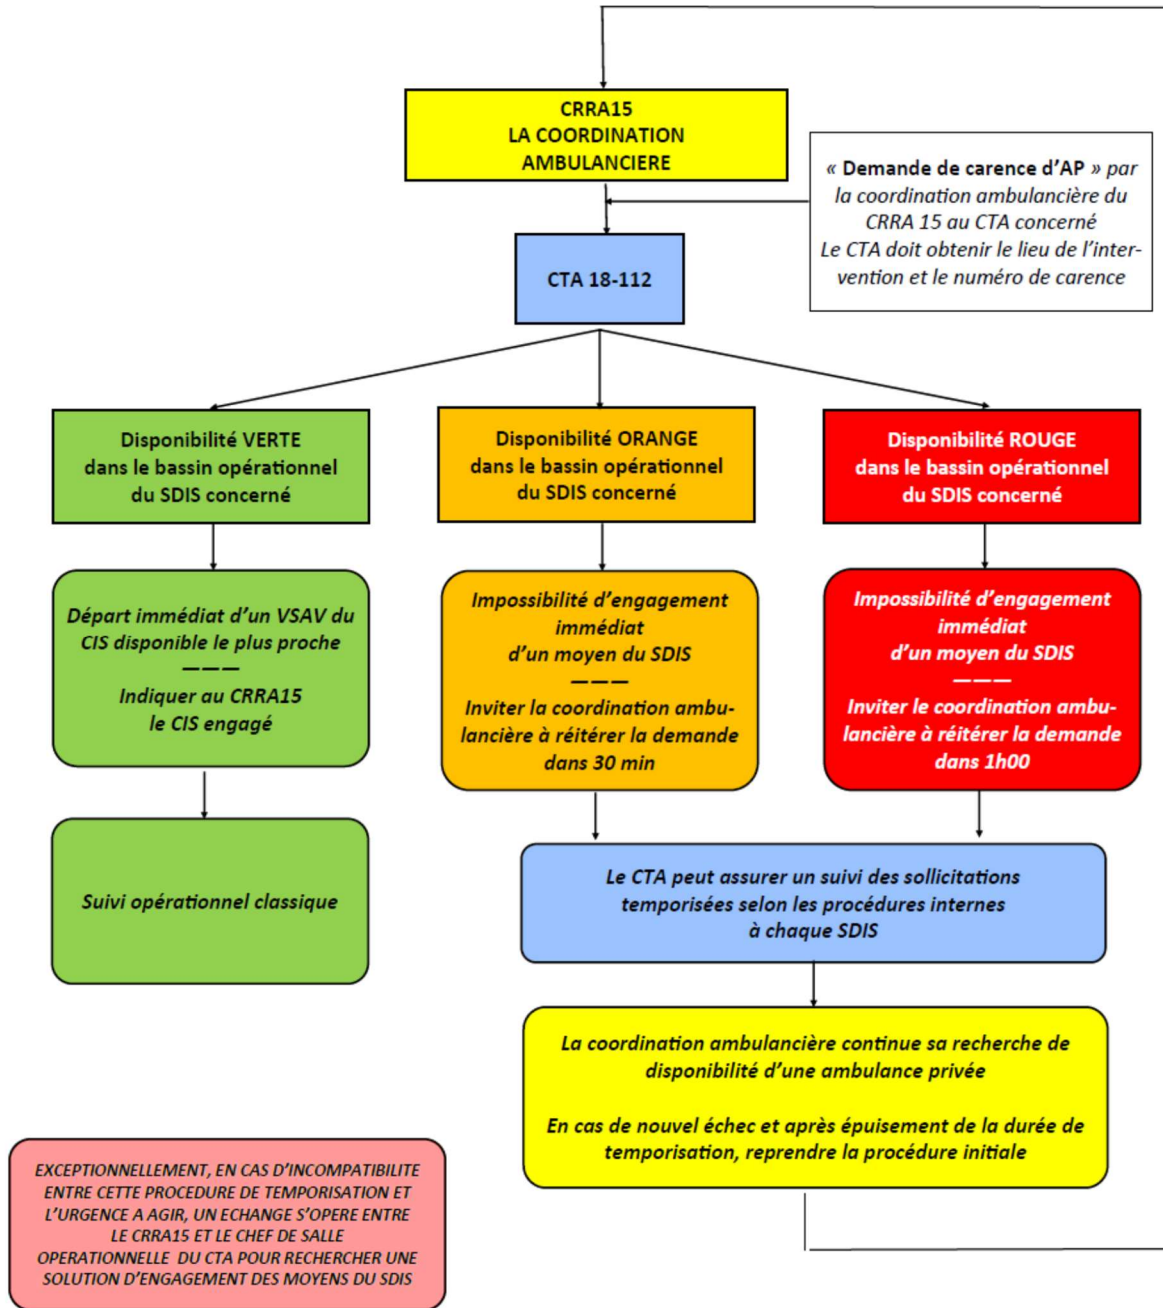 CRRA15
LA COORDINATION
AMBULANCIERE
« Demande de carence d’AP » par
la coordination ambulancière du
CRRA 15 au CTA concerné
Le CTA doit obtenir le lieu de l’inter-
vention et le numéro de carence
CTA 18-112
Disponibilité VERTE
dans le bassin opérationnel
du SDIS concerné
Disponibilité ORANGE
dans le bassin opérationnel
du SDIS concerné
Disponibilité ROUGE
dans le bassin opérationnel
du SDIS concerné
Départ immédiat d’un VSAV du
CIS disponible le plus proche
———
Indiquer au CRRA15
le CIS engagé
Impossibilité d’engagement
immédiat
d’un moyen du SDIS
———
Inviter la coordination ambu-
lancière à réitérer la demande
dans 30 min
Impossibilité d’engagement
immédiat
d’un moyen du SDIS
———
Inviter le coordination ambu-
lancière à réitérer la demande
dans 1h00
Suivi opérationnel classique
Le CTA peut assurer un suivi des sollicitations
temporisées selon les procédures internes
à chaque SDIS
La coordination ambulancière continue sa recherche de
disponibilité d’une ambulance privée
En cas de nouvel échec et après épuisement de la durée de
temporisation, reprendre la procédure initiale
EXCEPTIONNELLEMENT, EN CAS D’INCOMPATIBILITE
ENTRE CETTE PROCEDURE DE TEMPORISATION ET
L’URGENCE A AGIR, UN ECHANGE S’OPERE ENTRE
LE CRRA15 ET LE CHEF DE SALLE
OPERATIONNELLE DU CTA POUR RECHERCHER UNE
SOLUTION D’ENGAGEMENT DES MOYENS DU SDIS